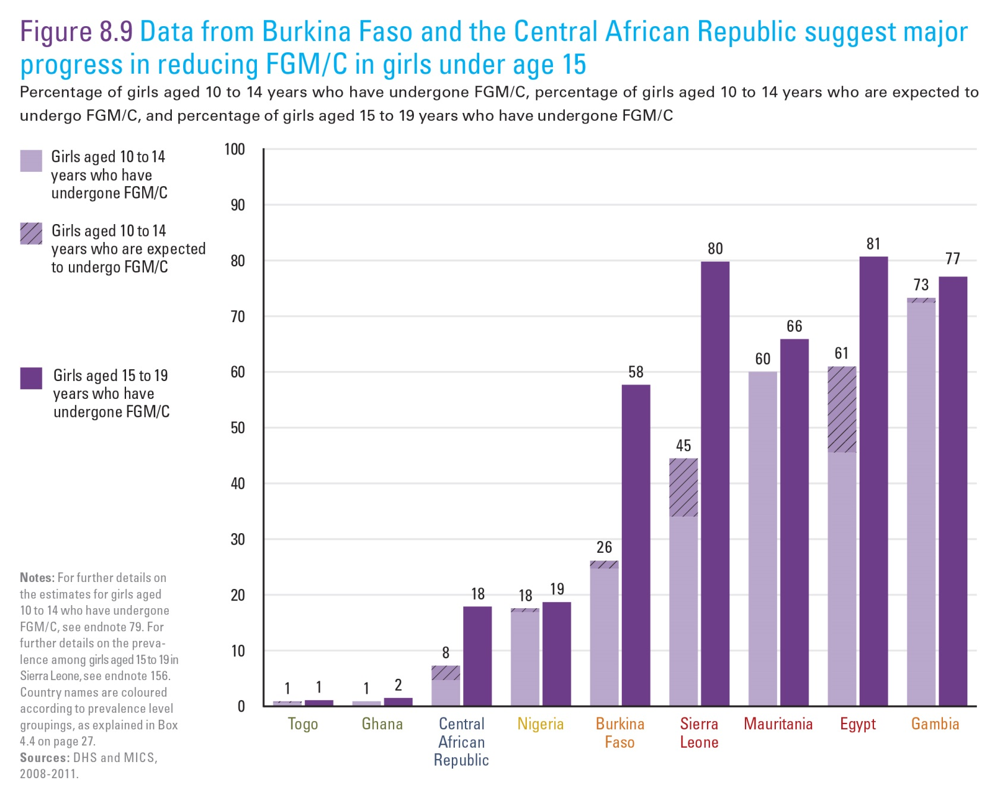 Figure 8.9 Data from Burkina Faso and the Central African Republic suggest major
progress in reducing FGM/C in girls under age 15
Percentage of girls aged 10 to 14 years who have undergone FGM/C, percentage of girls aged 10 to 14 years who are expected to
undergo FGM/C, and percentage of girls aged 15 to 19 years who have undergone FGM/C
Girls aged 10 to 14
years who have
undergone FGM/C
Girls aged 10 to 14
years who are expected
to undergo FGM/C
Girls aged 15 to 19
years who have
undergone FGM/C
Notes: For further details on
the estimates for girls aged
10 to 14 who have undergone
FGM/C, see endnote 79. For
further details on the preva-
lence among girls aged 15 to 19 in
Sierra Leone, see endnote 156.
Country names are coloured
according to prevalence level
groupings, as explained in Box
4.4 on page 27.
Sources: DHS and MICS,
2008-2011.
100
90
80
70
60
50
40
30
20
10
0
1
1
1
2
8
18
18
19
26
58
45
80
60
66
61
81
73
77
Togo
Ghana
Central
African
Republic
Nigeria
Burkina
Faso
Sierra
Leone
Mauritania
Egypt
Gambia